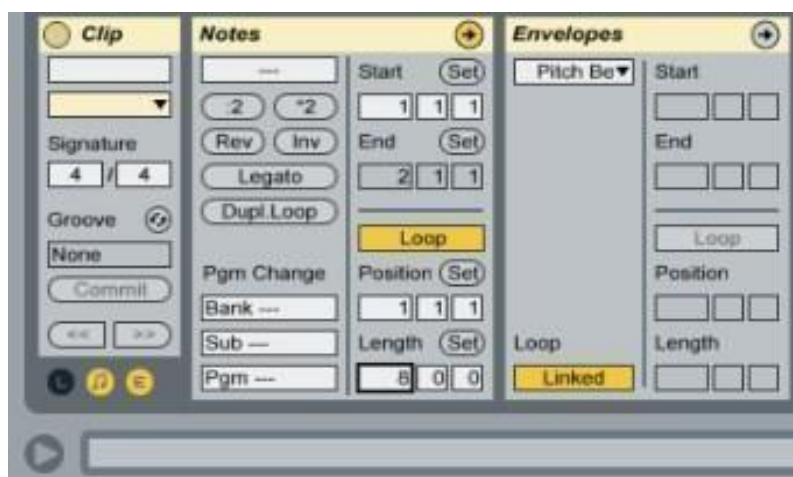 Clip
Signature
4 / 4
Groove
None
Commit
<< >>
Notes
---
:2 *2
Rev Inv
Legato
Dupl.Loop
Pgm Change
Bank ---
Sub ---
Pgm ---
Start Set
1 1 1
End Set
2 1 1
Loop
Position Set
1 1 1
Length Set
8 0 0
Envelopes
Pitch Be
Loop
Linked
Start
End
Loop
Position
Length